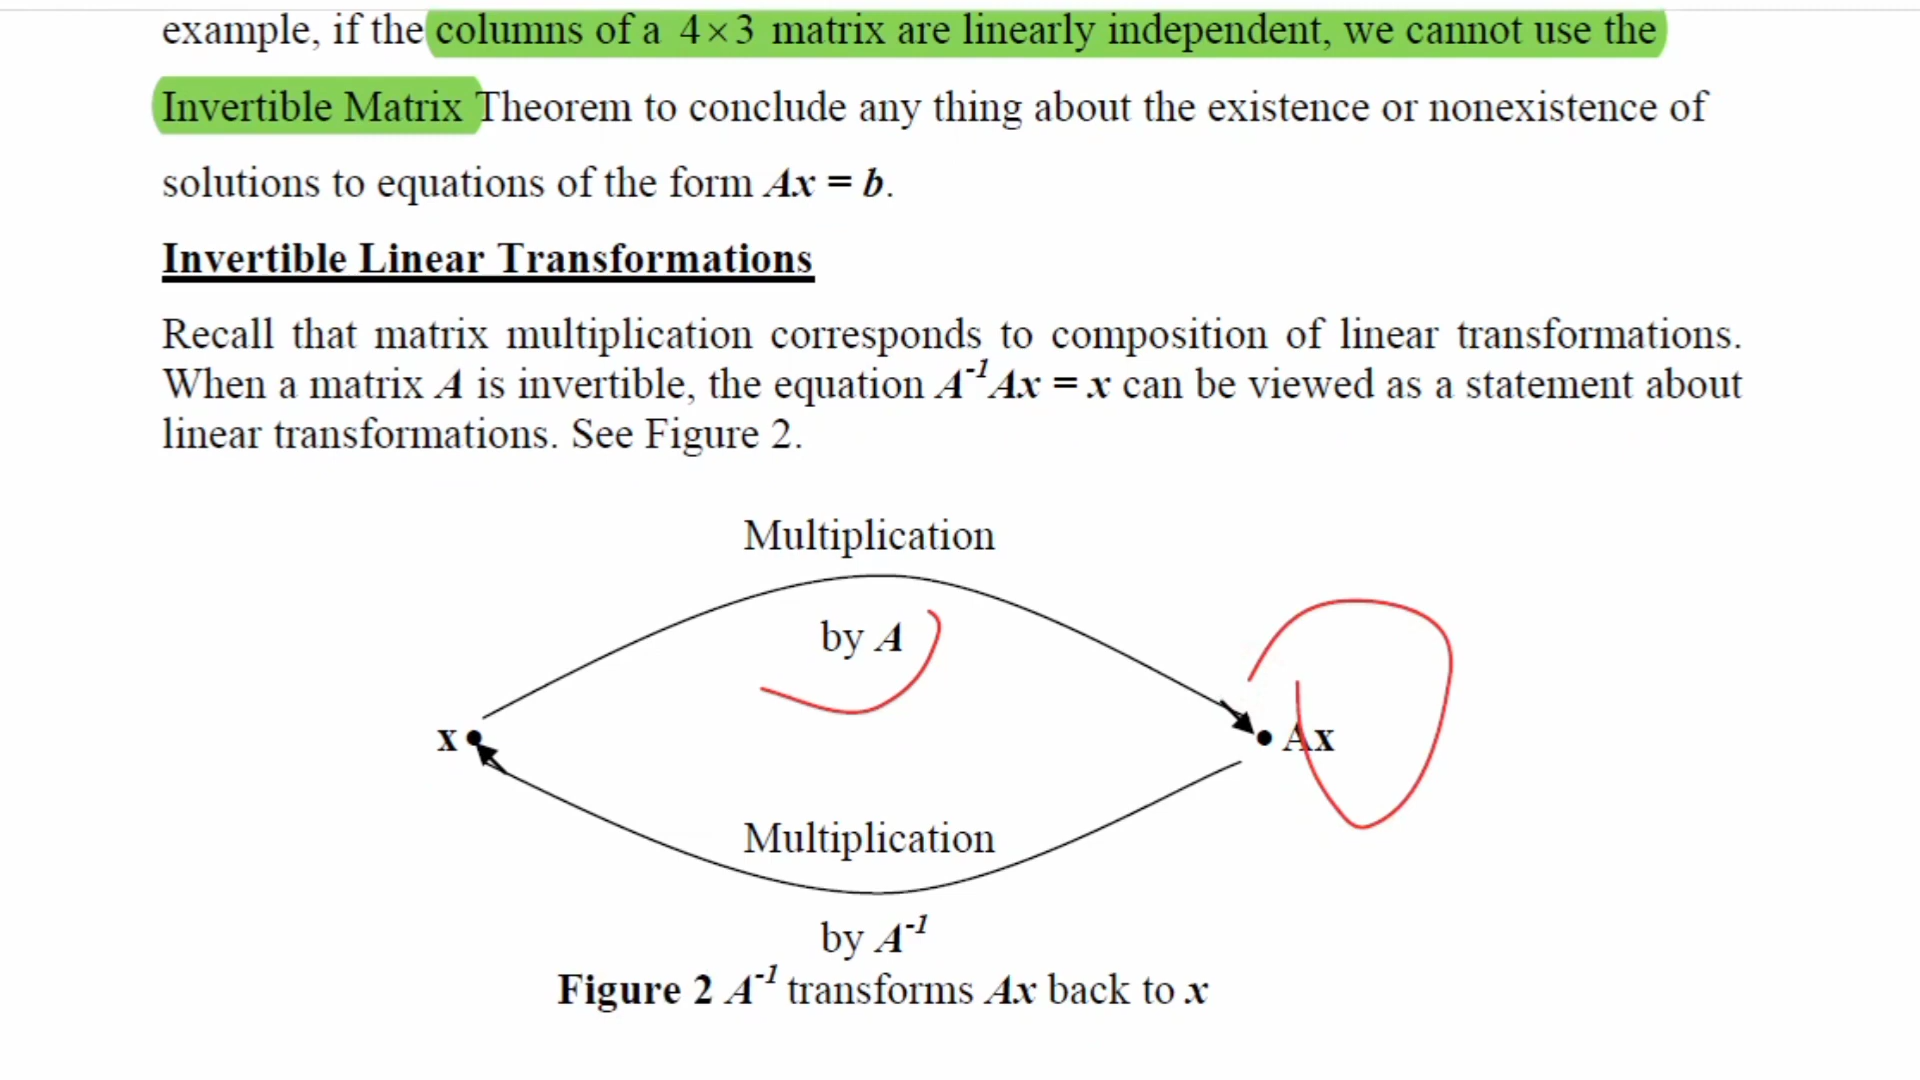 example, if the columns of a 4×3 matrix are linearly independent, we cannot use the
Invertible Matrix Theorem to conclude any thing about the existence or nonexistence of
solutions to equations of the form Ax = b.
Invertible Linear Transformations
Recall that matrix multiplication corresponds to composition of linear transformations.
When a matrix A is invertible, the equation A⁻¹Ax = x can be viewed as a statement about
linear transformations. See Figure 2.
Multiplication
by A
x
Ax
Multiplication
by A⁻¹
Figure 2 A⁻¹ transforms Ax back to x